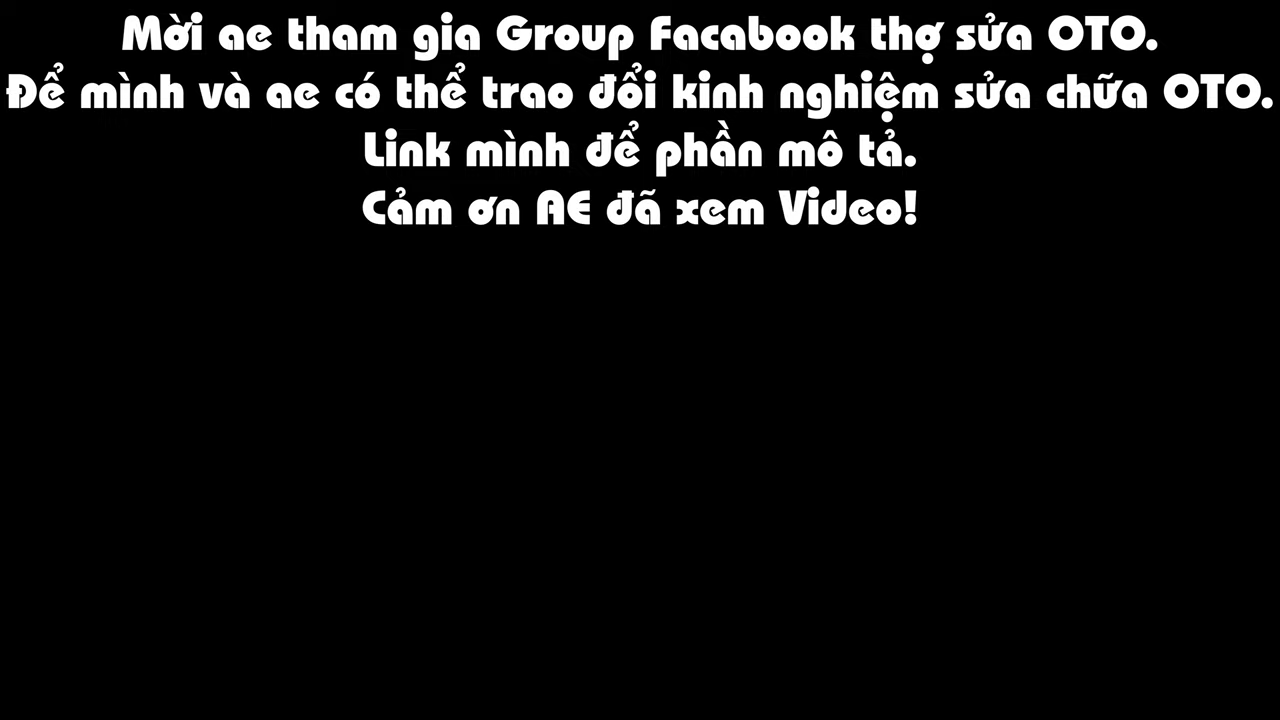 Mời ae tham gia Group Facabook thợ sửa OTO.
Để mình và ae có thể trao đổi kinh nghiệm sửa chữa OTO.
Link mình để phần mô tả.
Cảm ơn AE đã xem Video!